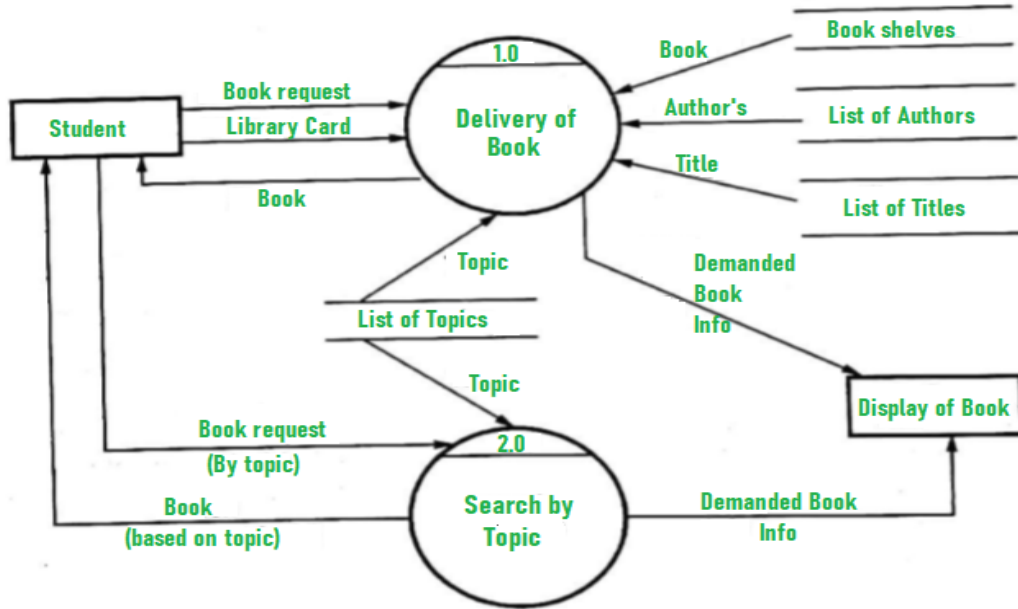 1.0
Book shelves
Book
Book request
Student
Library Card
Delivery of
Book
Author's
List of Authors
Title
Book
List of Titles
Topic
Demanded
Book
Info
List of Topics
Topic
Display of Book
Book request
(By topic)
2.0
Search by
Topic
Book
(based on topic)
Demanded Book
Info